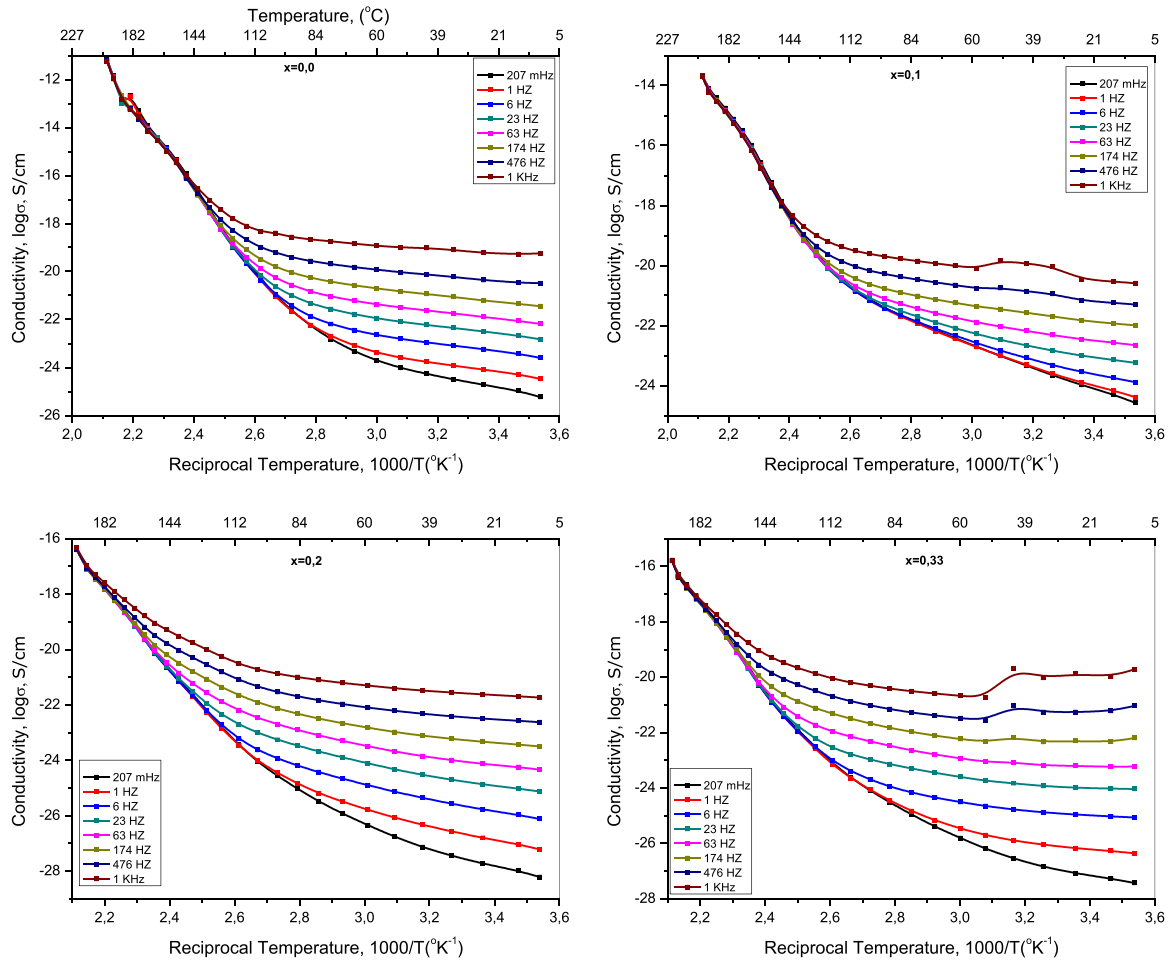 Temperature, (°C)
227 182 144 112 84 60 39 21 5
x=0,0
207 mHZ
1 HZ
6 HZ
23 HZ
63 HZ
174 HZ
476 HZ
1 KHz
-12
-14
-16
-18
-20
-22
-24
-26
Conductivity, logσ, S/cm
2,0 2,2 2,4 2,6 2,8 3,0 3,2 3,4 3,6
Reciprocal Temperature, 1000/T(°K⁻¹)
227 182 144 112 84 60 39 21 5
x=0,1
207 mHZ
1 HZ
6 HZ
23 HZ
63 HZ
174 HZ
476 HZ
1 KHz
-14
-16
-18
-20
-22
-24
Conductivity, logσ, S/cm
2,0 2,2 2,4 2,6 2,8 3,0 3,2 3,4 3,6
Reciprocal Temperature, 1000/T(°K⁻¹)
182 144 112 84 60 39 21 5
x=0,2
-16
-18
-20
-22
-24
-26
-28
Conductivity, logσ, S/cm
207 mHZ
1 HZ
6 HZ
23 HZ
63 HZ
174 HZ
476 HZ
1 KHz
2,2 2,4 2,6 2,8 3,0 3,2 3,4 3,6
Reciprocal Temperature, 1000/T(°K⁻¹)
182 144 112 84 60 39 21 5
x=0,33
-16
-18
-20
-22
-24
-26
-28
Conductivity, logσ, S/cm
207 mHZ
1 HZ
6 HZ
23 HZ
63 HZ
174 HZ
476 HZ
1 KHz
2,2 2,4 2,6 2,8 3,0 3,2 3,4 3,6
Reciprocal Temperature, 1000/T(°K⁻¹)